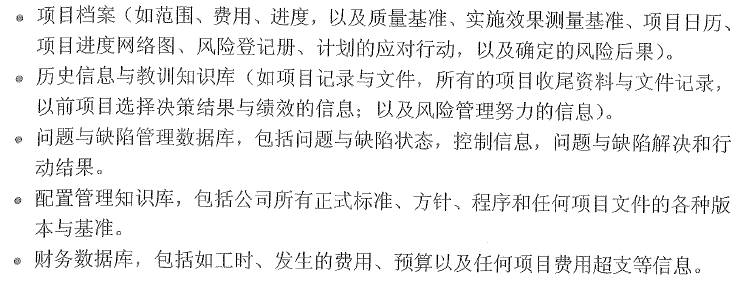 • 项目档案（如范围、费用、进度，以及质量基准、实施效果测量基准、项目日历、
项目进度网络图、风险登记册、计划的应对行动，以及确定的风险后果）。
• 历史信息与教训知识库（如项目记录与文件，所有的项目收尾资料与文件记录，
以前项目选择决策结果与绩效的信息；以及风险管理努力的信息）。
• 问题与缺陷管理数据库，包括问题与缺陷状态，控制信息，问题与缺陷解决和行
动结果。
• 配置管理知识库，包括公司所有正式标准、方针、程序和任何项目文件的各种版
本与基准。
• 财务数据库，包括如工时、发生的费用、预算以及任何项目费用超支等信息。